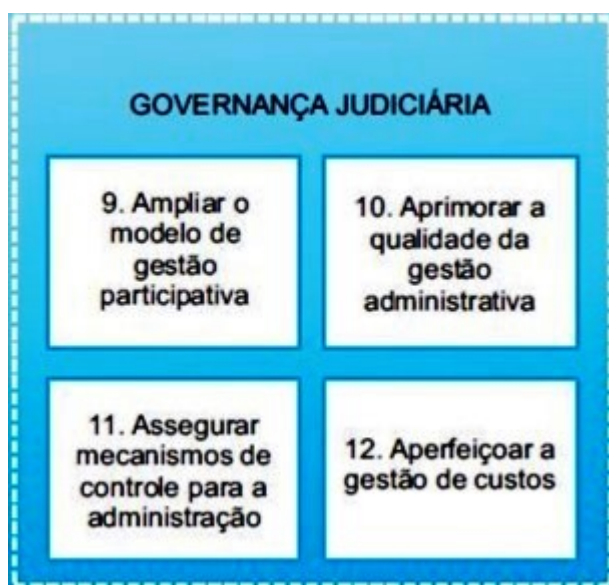 GOVERNANÇA JUDICIÁRIA
9. Ampliar o
modelo de
gestão
participativa
10. Aprimorar a
qualidade da
gestão
administrativa
11. Assegurar
mecanismos de
controle para a
administração
12. Aperfeiçoar a
gestão de custos